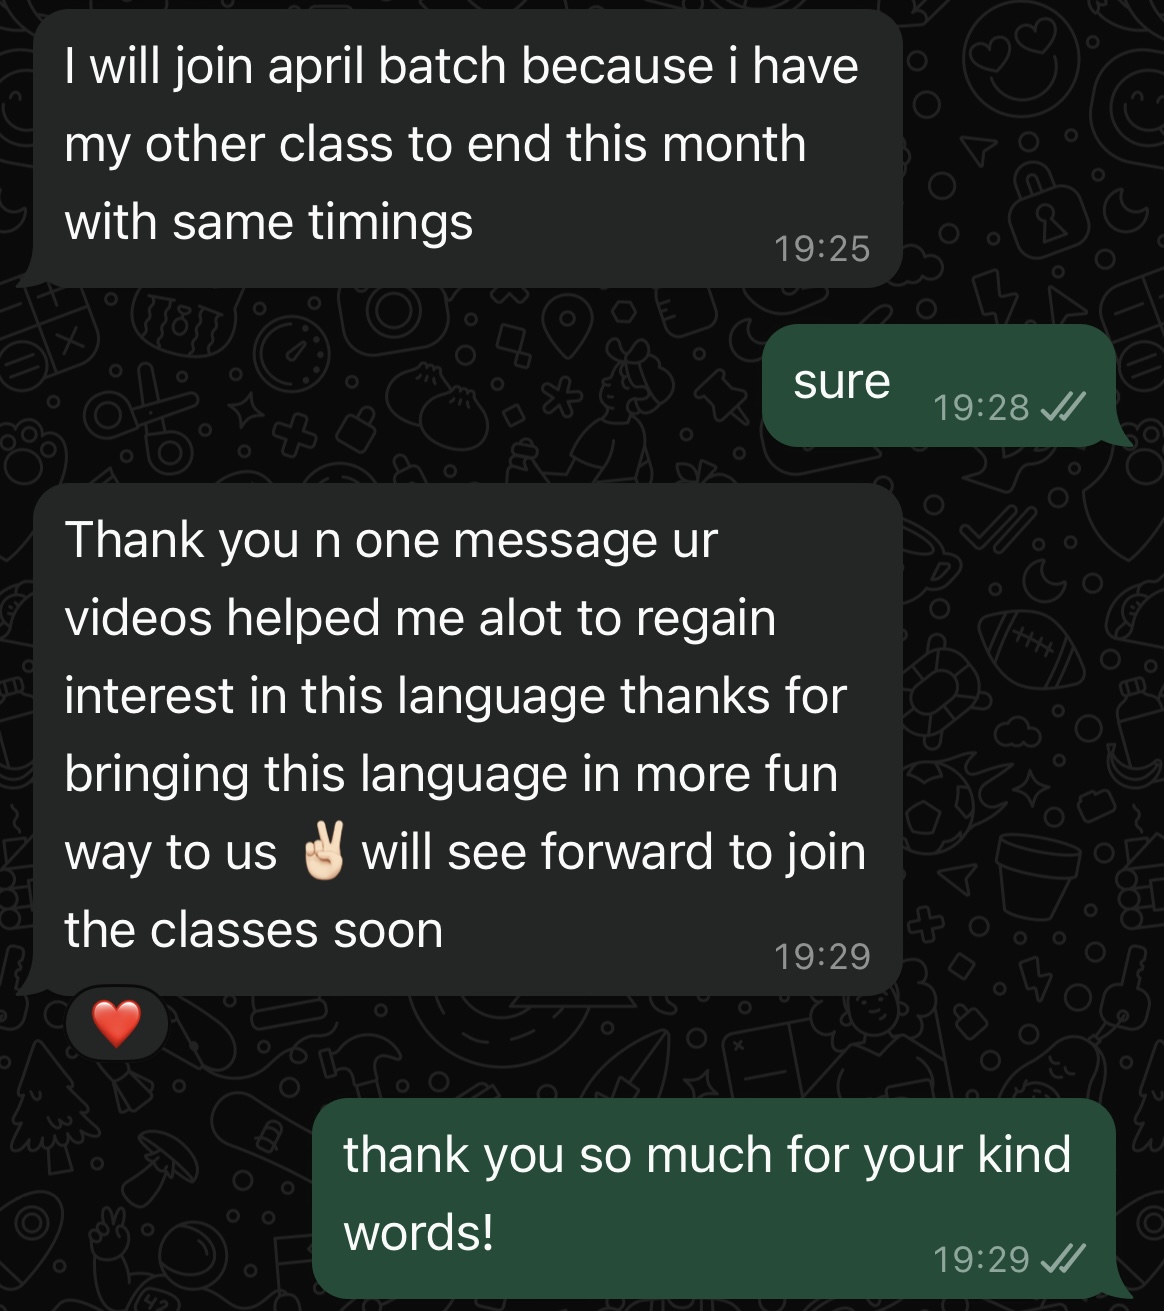 I will join april batch because i have
my other class to end this month
with same timings
19:25
sure
19:28
Thank you n one message ur
videos helped me alot to regain
interest in this language thanks for
bringing this language in more fun
way to us ✌🏻 will see forward to join
the classes soon
19:29
❤️
thank you so much for your kind
words!
19:29